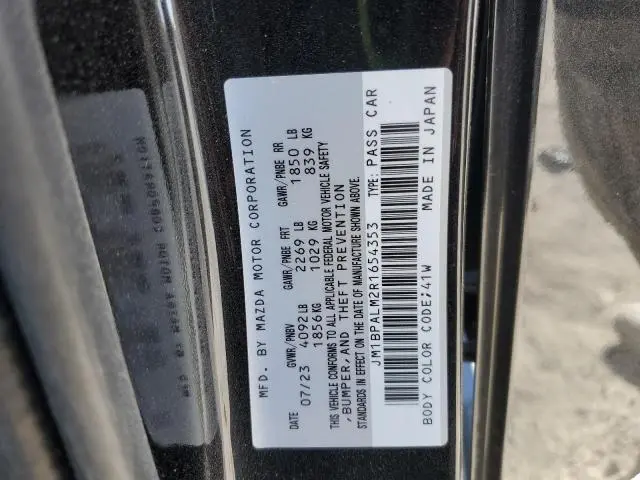 MFD. BY MAZDA MOTOR CORPORATION
DATE GVWR/PNBV GAWR/PNBE FRT GAWR/PNBE RR
07/23 4092 LB 2269 LB 1850 LB
1856KG 1029 KG 839 KG
THIS VEHICLE CONFORMS TO ALL APPLICABLE FEDERAL MOTOR VEHICLE SAFETY
,BUMPER, AND THEFT PREVENTION
STANDARDS IN EFFECT ON THE DATE OF MANUFACTURE SHOWN ABOVE.
JM1BPALM2R1654353 TYPE: PASS CAR
BODY COLOR CODE;41W MADE IN JAPAN